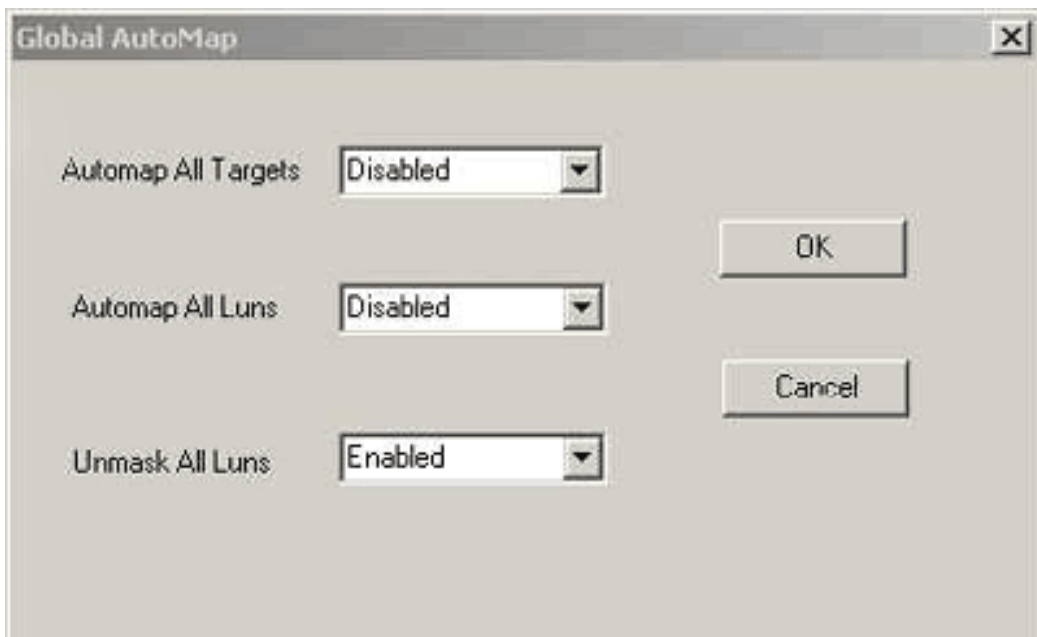 Global AutoMap
Automap All Targets Disabled
OK
Automap All Luns Disabled
Cancel
Unmask All Luns Enabled